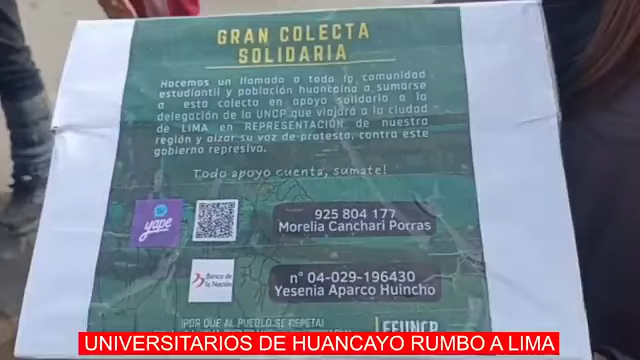 GRAN COLECTA
SOLIDARIA
Hacemos un llamado a toda la comunidad
estudiantil y población huancaína a sumarse
a esta colecta en apoyo solidario a la
delegación de la UNCP que viajará a la ciudad
de LIMA en REPRESENTACIÓN de nuestra
región y alzar su voz de protesta, contra este
gobierno represivo.
Todo apoyo cuenta, sumate!
yape
925 804 177
Morelia Canchari Porras
Banco de
la Nación
n° 04-029-196430
Yesenia Aparco Huincho
¡POR QUE AL PUEBLO SE RESPETA!
FEUNCP
UNIVERSITARIOS DE HUANCAYO RUMBO A LIMA